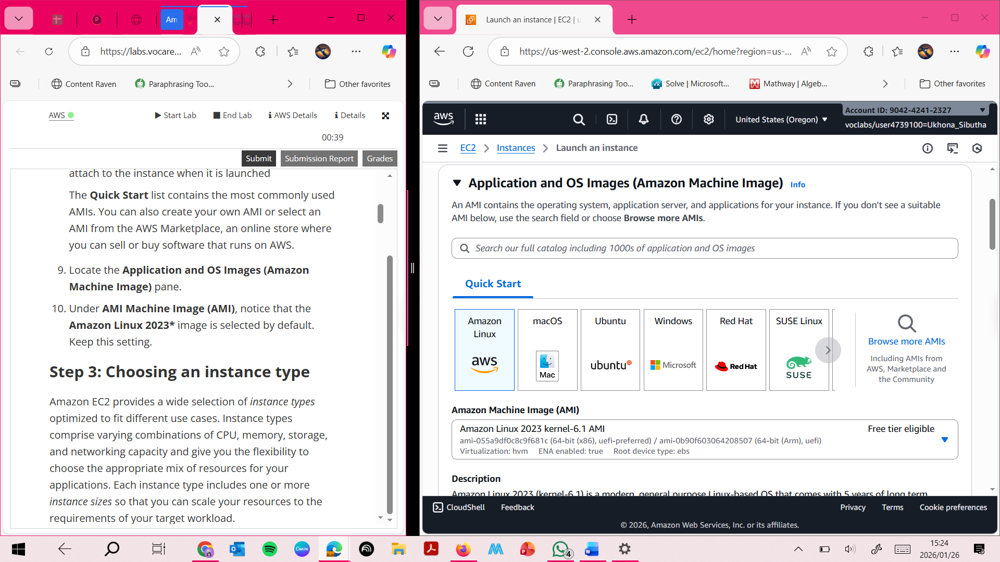 Am
https://labs.vocare...
Content Raven
Paraphrasing Too...
Other favorites
AWS
Start Lab
End Lab
AWS Details
Details
00:39
Submit
Submission Report
Grades
attach to the instance when it is launched
The Quick Start list contains the most commonly used
AMIs. You can also create your own AMI or select an
AMI from the AWS Marketplace, an online store where
you can sell or buy software that runs on AWS.
9. Locate the Application and OS Images (Amazon
Machine Image) pane.
10. Under AMI Machine Image (AMI), notice that the
Amazon Linux 2023* image is selected by default.
Keep this setting.
Step 3: Choosing an instance type
Amazon EC2 provides a wide selection of instance types
optimized to fit different use cases. Instance types
comprise varying combinations of CPU, memory, storage,
and networking capacity and give you the flexibility to
choose the appropriate mix of resources for your
applications. Each instance type includes one or more
instance sizes so that you can scale your resources to the
requirements of your target workload.
Launch an instance | EC2 |
https://us-west-2.console.aws.amazon.com/ec2/home?region=us-...
Content Raven
Paraphrasing Too...
Solve | Microsoft...
Mathway | Algeb...
Other favorites
aws
United States (Oregon)
Account ID: 9042-4241-2327
voclabs/user4739100=Ukhona_Sibutha
EC2
Instances
Launch an instance
Application and OS Images (Amazon Machine Image) Info
An AMI contains the operating system, application server, and applications for your instance. If you don't see a suitable
AMI below, use the search field or choose Browse more AMIs.
Search our full catalog including 1000s of application and OS images
Quick Start
Amazon
Linux
aws
macOS
Mac
Ubuntu
ubuntu
Windows
Microsoft
Red Hat
Red Hat
SUSE Linux
SUSE
Browse more AMIs
Including AMIs from
AWS, Marketplace and
the Community
Amazon Machine Image (AMI)
Amazon Linux 2023 kernel-6.1 AMI
Free tier eligible
ami-055a9df0c8c9f681c (64-bit (x86), uefi-preferred) / ami-0b90f603064208507 (64-bit (Arm), uefi)
Virtualization: hvm ENA enabled: true Root device type: ebs
Description
Amazon Linux 2023 (kernel-6.1) is a modern, general purpose Linux-based OS that comes with 5 years of long term
CloudShell
Feedback
Privacy
Terms
Cookie preferences
© 2026, Amazon Web Services, Inc. or its affiliates.
Canva
4
15:24
2026/01/26